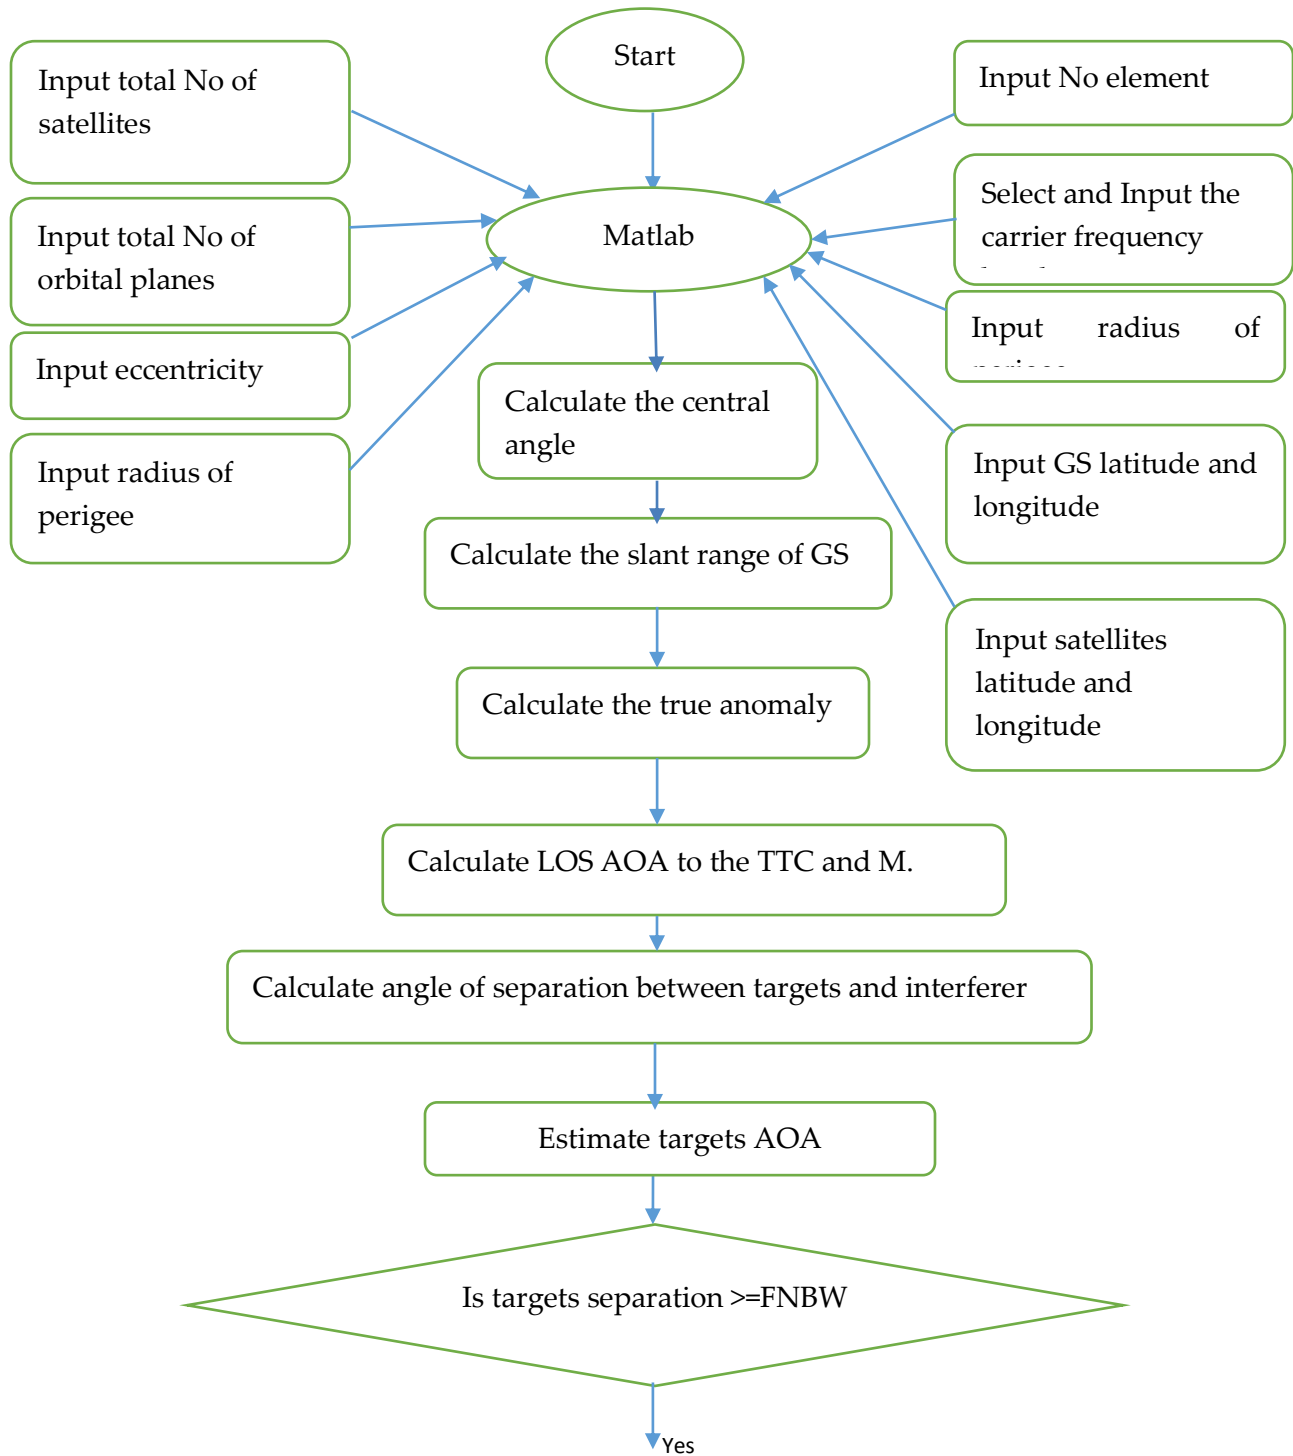 Start
Input total No of
satellites
Input No element
Input total No of
orbital planes
Matlab
Select and Input the
carrier frequency
Input eccentricity
Input radius of
Input radius of
perigee
Calculate the central
angle
Input GS latitude and
longitude
Calculate the slant range of GS
Input satellites
latitude and
longitude
Calculate the true anomaly
Calculate LOS AOA to the TTC and M.
Calculate angle of separation between targets and interferer
Estimate targets AOA
Is targets separation >=FNBW
Yes